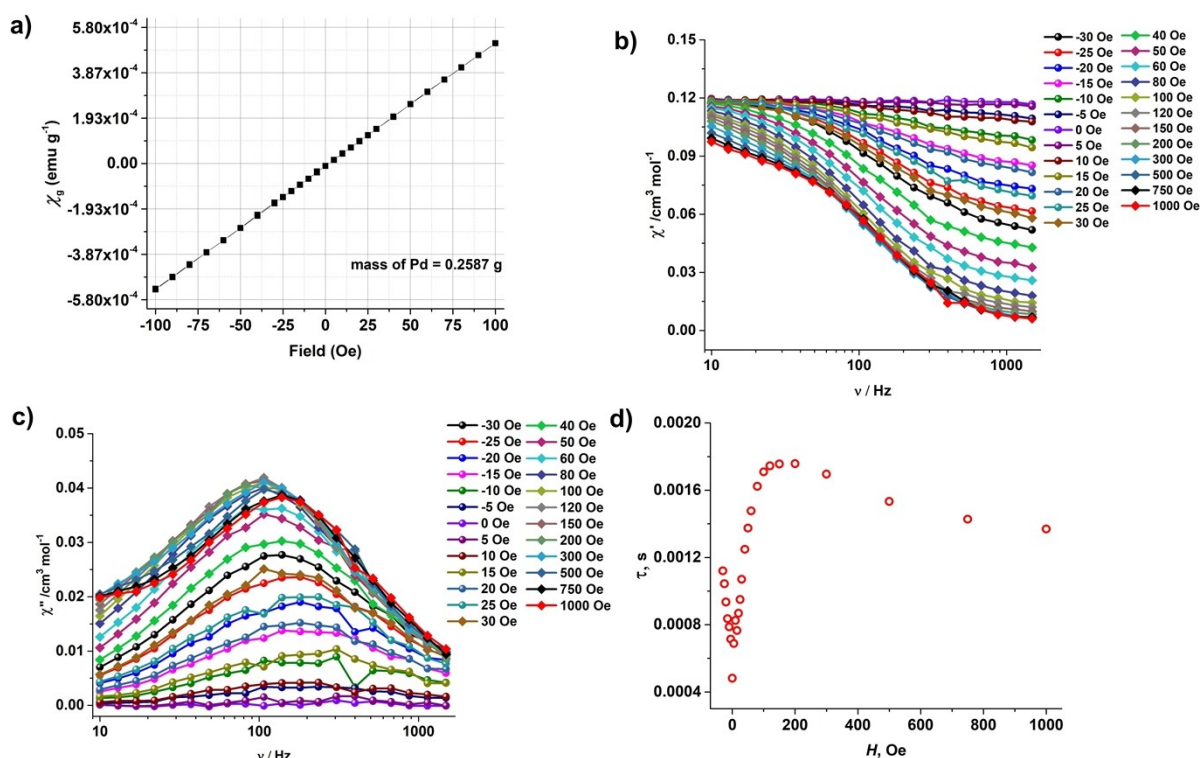 a)
5.80x10-4
3.87x10-4
1.93x10-4
0.00
-1.93x10-4
-3.87x10-4
-5.80x10-4
χg (emu g-1)
mass of Pd = 0.2587 g
-100 -75 -50 -25 0 25 50 75 100
Field (Oe)
b)
0.15
0.12
0.09
0.06
0.03
0.00
χ' /cm3 mol-1
10 100 1000
ν / Hz
-30 Oe
-25 Oe
-20 Oe
-15 Oe
-10 Oe
-5 Oe
0 Oe
5 Oe
10 Oe
15 Oe
20 Oe
25 Oe
30 Oe
40 Oe
50 Oe
60 Oe
80 Oe
100 Oe
120 Oe
150 Oe
200 Oe
300 Oe
500 Oe
750 Oe
1000 Oe
c)
0.05
0.04
0.03
0.02
0.01
0.00
χ'' /cm3 mol-1
10 100 1000
ν / Hz
-30 Oe
-25 Oe
-20 Oe
-15 Oe
-10 Oe
-5 Oe
0 Oe
5 Oe
10 Oe
15 Oe
20 Oe
25 Oe
30 Oe
40 Oe
50 Oe
60 Oe
80 Oe
100 Oe
120 Oe
150 Oe
200 Oe
300 Oe
500 Oe
750 Oe
1000 Oe
d)
0.0020
0.0016
0.0012
0.0008
0.0004
τ, s
0 200 400 600 800 1000
H, Oe